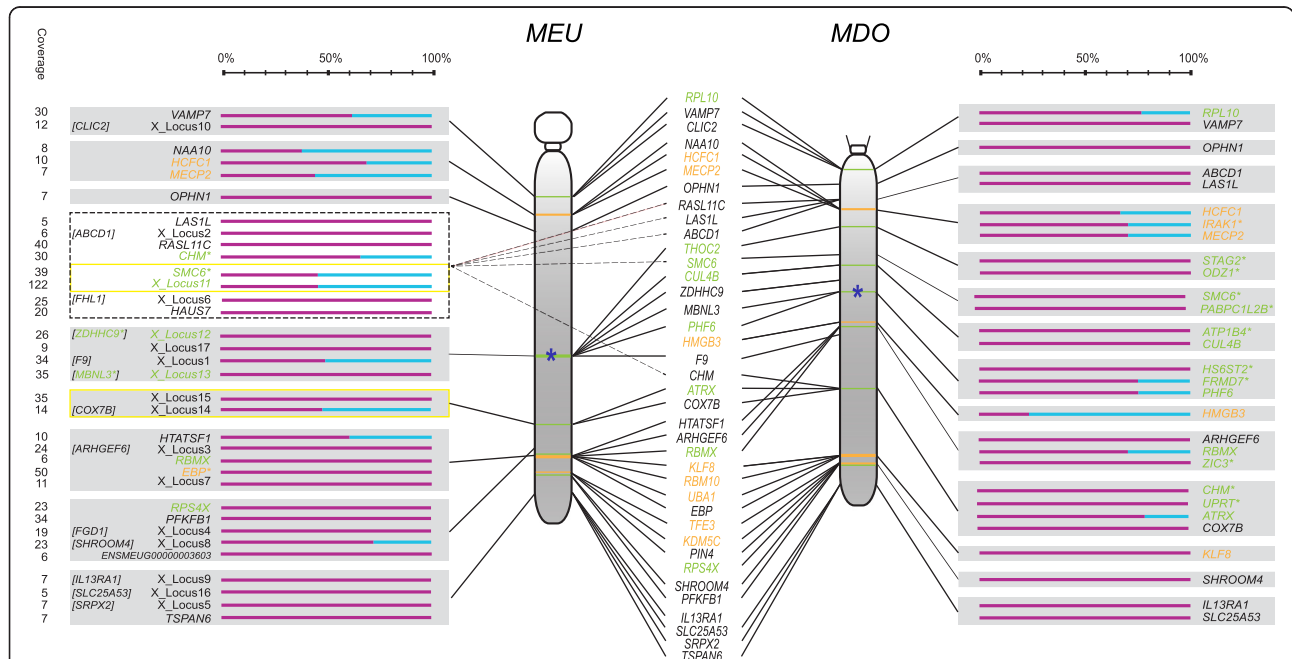 MEU
MDO
Coverage
0%
50%
100%
0%
50%
100%
30 VAMP7
12 [CLIC2] X_Locus10
8 NAA10
10 HCFC1
7 MECP2
7 OPHN1
5 LAS1L
6 [ABCD1] X_Locus2
40 RASL11C
30 CHM*
39 SMC6*
122 X_Locus11
25 [FHL1] X_Locus6
20 HAUS7
26 [ZDHHC9*] X_Locus12
9 X_Locus17
34 [F9] X_Locus1
35 [MBNL3*] X_Locus13
35 X_Locus15
14 [COX7B] X_Locus14
10 HTATSF1
24 [ARHGEF6] X_Locus3
6 RBMX
50 EBP*
11 X_Locus7
23 RPS4X
34 PFKFB1
19 [FGD1] X_Locus4
23 [SHROOM4] X_Locus8
6 ENSMEUG00000003603
7 [IL13RA1] X_Locus9
5 [SLC25A53] X_Locus16
7 [SRPX2] X_Locus5
7 TSPAN6
*
RPL10
VAMP7
CLIC2
NAA10
HCFC1
MECP2
OPHN1
RASL11C
LAS1L
ABCD1
THOC2
SMC6
CUL4B
ZDHHC9
MBNL3
PHF6
HMGB3
F9
CHM
ATRX
COX7B
HTATSF1
ARHGEF6
RBMX
KLF8
RBM10
UBA1
EBP
TFE3
KDM5C
PIN4
RPS4X
SHROOM4
PFKFB1
IL13RA1
SLC25A53
SRPX2
TSPAN6
*
RPL10
VAMP7
OPHN1
ABCD1
LAS1L
HCFC1
IRAK1*
MECP2
STAG2*
ODZ1*
SMC6*
PABPC1L2B*
ATP1B4*
CUL4B
HS6ST2*
FRMD7*
PHF6
HMGB3
ARHGEF6
RBMX
ZIC3*
CHM*
UPRT*
ATRX
COX7B
KLF8
SHROOM4
IL13RA1
SLC25A53